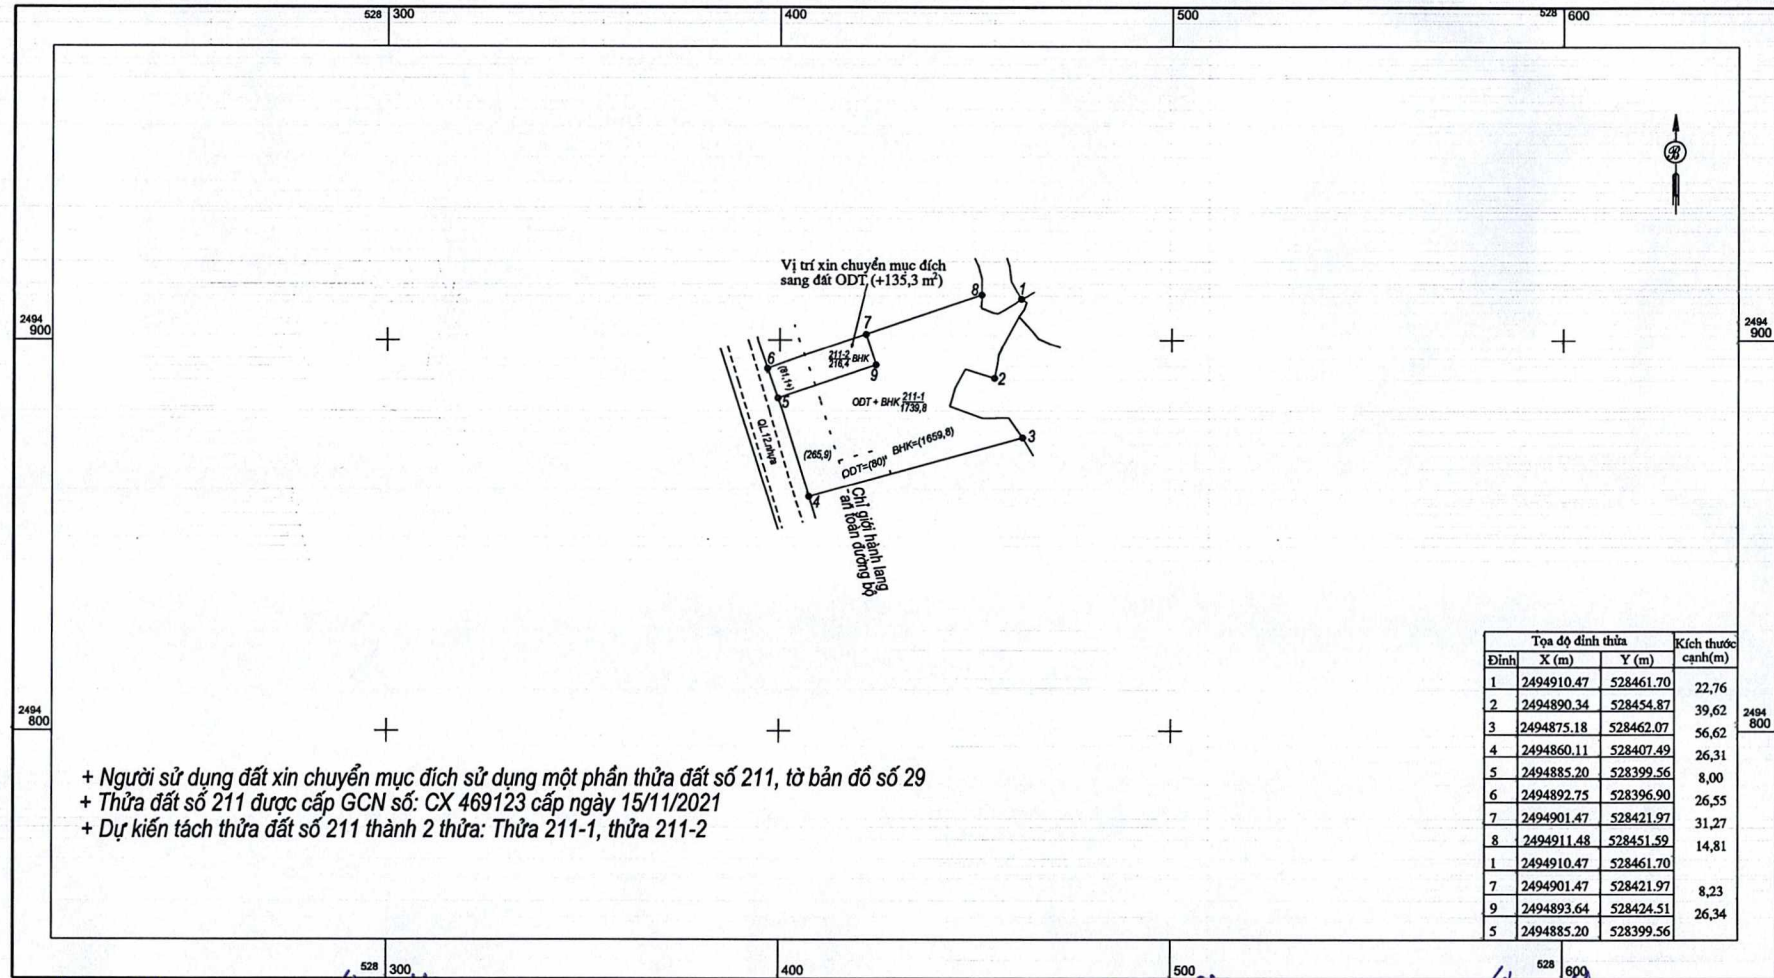 528 300 400 500 528 600
B
Vị trí xin chuyển mục đích
sang đất ODT (+135,3 m²)
8 1
2494 900
2494 900
7
6
211-2 BHK
216,4
(81,1+)
9
2
5
ODT + BHK 211-1
1739,8
QL.12.nhựa
3
(265,9)
ODT=(80) BHK=(1659,8)
4
Chỉ giới hành lang
an toàn đường bộ
2494 800
2494 800
Tọa độ đỉnh thửa Kích thước cạnh(m)
Đỉnh X (m) Y (m)
1 2494910.47 528461.70
22,76
2 2494890.34 528454.87
39,62
3 2494875.18 528462.07
56,62
4 2494860.11 528407.49
26,31
5 2494885.20 528399.56
8,00
6 2494892.75 528396.90
26,55
7 2494901.47 528421.97
31,27
8 2494911.48 528451.59
14,81
1 2494910.47 528461.70
7 2494901.47 528421.97
8,23
9 2494893.64 528424.51
26,34
5 2494885.20 528399.56
+ Người sử dụng đất xin chuyển mục đích sử dụng một phần thửa đất số 211, tờ bản đồ số 29
+ Thửa đất số 211 được cấp GCN số: CX 469123 cấp ngày 15/11/2021
+ Dự kiến tách thửa đất số 211 thành 2 thửa: Thửa 211-1, thửa 211-2
528 300 400 500 528 600